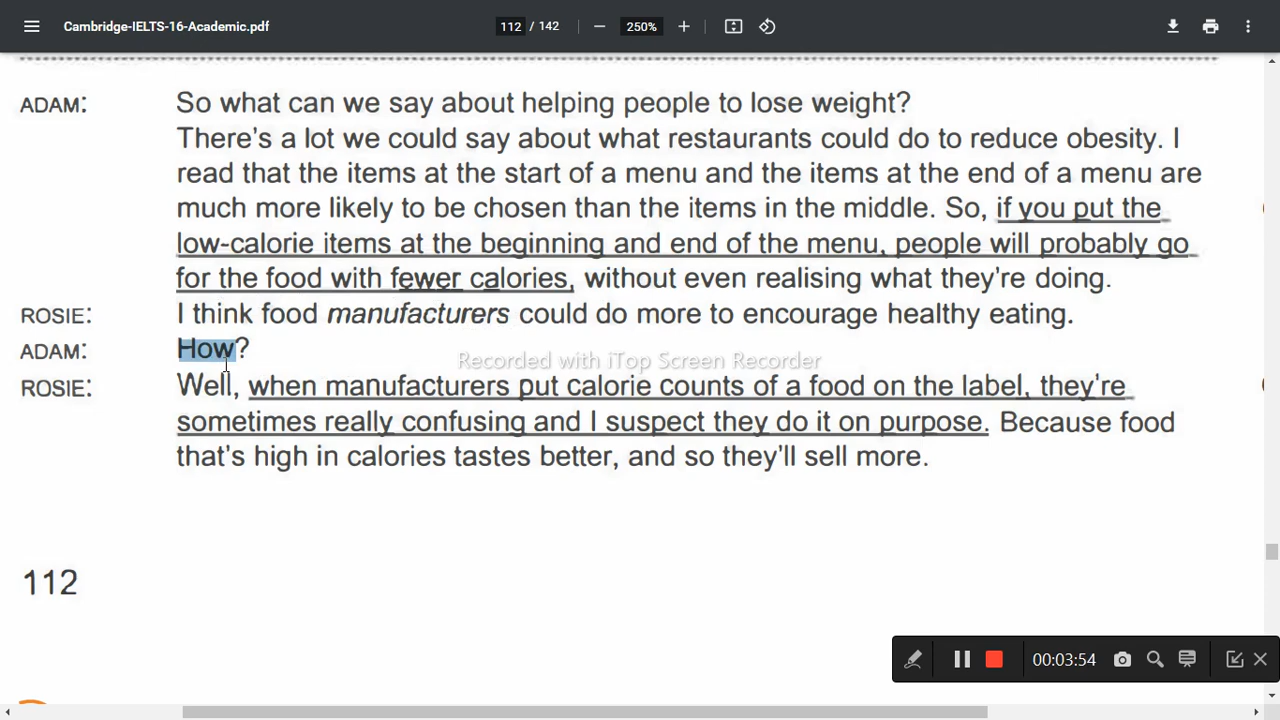 Cambridge-IELTS-16-Academic.pdf
112 / 142
250%
ADAM: So what can we say about helping people to lose weight?
There's a lot we could say about what restaurants could do to reduce obesity. I
read that the items at the start of a menu and the items at the end of a menu are
much more likely to be chosen than the items in the middle. So, if you put the
low-calorie items at the beginning and end of the menu, people will probably go
for the food with fewer calories, without even realising what they're doing.
ROSIE: I think food manufacturers could do more to encourage healthy eating.
ADAM: How?
Recorded with iTop Screen Recorder
ROSIE: Well, when manufacturers put calorie counts of a food on the label, they're
sometimes really confusing and I suspect they do it on purpose. Because food
that's high in calories tastes better, and so they'll sell more.
112
00:03:54